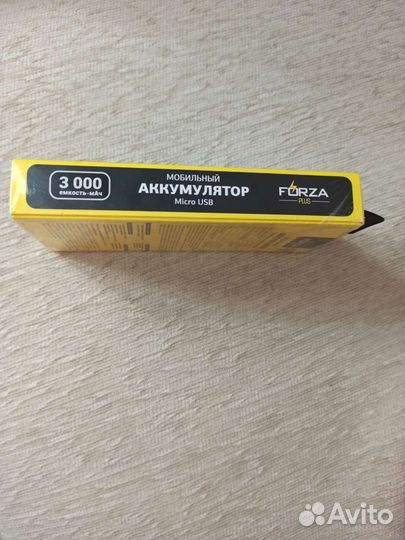 3 000
емкость-мАч
МОБИЛЬНЫЙ
АККУМУЛЯТОР
Micro USB
FORZA
PLUS
Avito